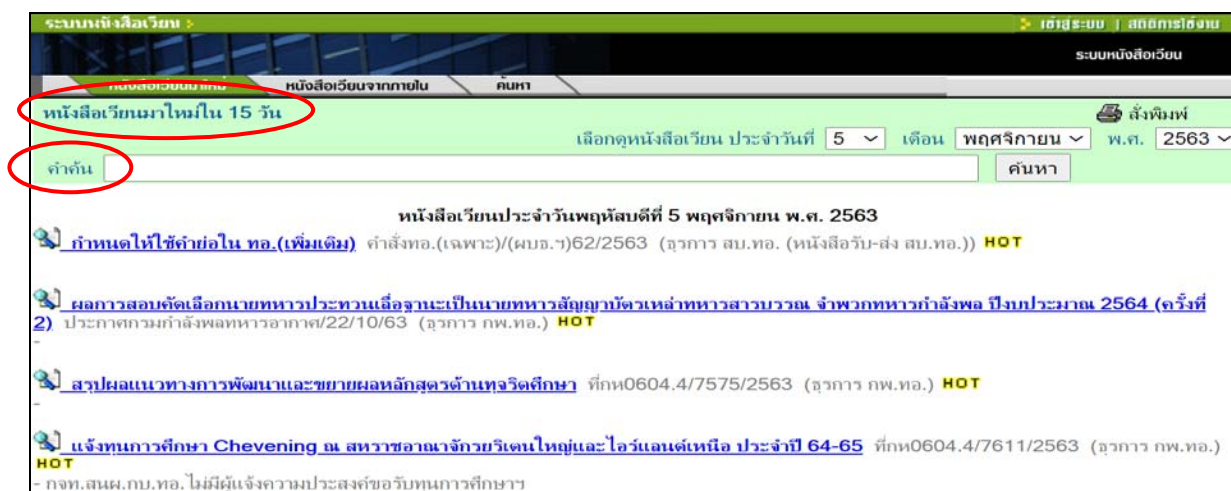 ระบบหนังสือเวียน
เข้าสู่ระบบ | สถิติการใช้งาน
ระบบหนังสือเวียน
หนังสือเวียนมาใหม่ หนังสือเวียนจากภายใน ค้นหา
หนังสือเวียนมาใหม่ใน 15 วัน สั่งพิมพ์
เลือกดูหนังสือเวียน ประจำวันที่ 5 เดือน พฤศจิกายน พ.ศ. 2563
คำค้น ค้นหา
หนังสือเวียนประจำวันพฤหัสบดีที่ 5 พฤศจิกายน พ.ศ. 2563
กำหนดให้ใช้คำย่อใน ทอ.(เพิ่มเติม) คำสั่งทอ.(เฉพาะ)/(ผบธ.ฯ)62/2563 (ธุรการ สบ.ทอ. (หนังสือรับ-ส่ง สบ.ทอ.)) HOT
ผลการสอบคัดเลือกนายทหารประทวนเลื่อฐานะเป็นนายทหารสัญญาบัตรเหล่าทหารสารบรรณ จำพวกทหารกำลังพล ปีงบประมาณ 2564 (ครั้งที่
2) ประกาศกรมกำลังพลทหารอากาศ/22/10/63 (ธุรการ กพ.ทอ.) HOT
-
สรุปผลแนวทางการพัฒนาและขยายผลหลักสูตรต้านทุจริตศึกษา ที่กห0604.4/7575/2563 (ธุรการ กพ.ทอ.) HOT
-
แจ้งทุนการศึกษา Chevening ณ สหราชอาณาจักรบริเตนใหญ่และไอร์แลนด์เหนือ ประจำปี 64-65 ที่กห0604.4/7611/2563 (ธุรการ กพ.ทอ.)
HOT
- กจท.สนผ.กบ.ทอ. ไม่มีผู้แจ้งความประสงค์ขอรับทุนการศึกษาฯ